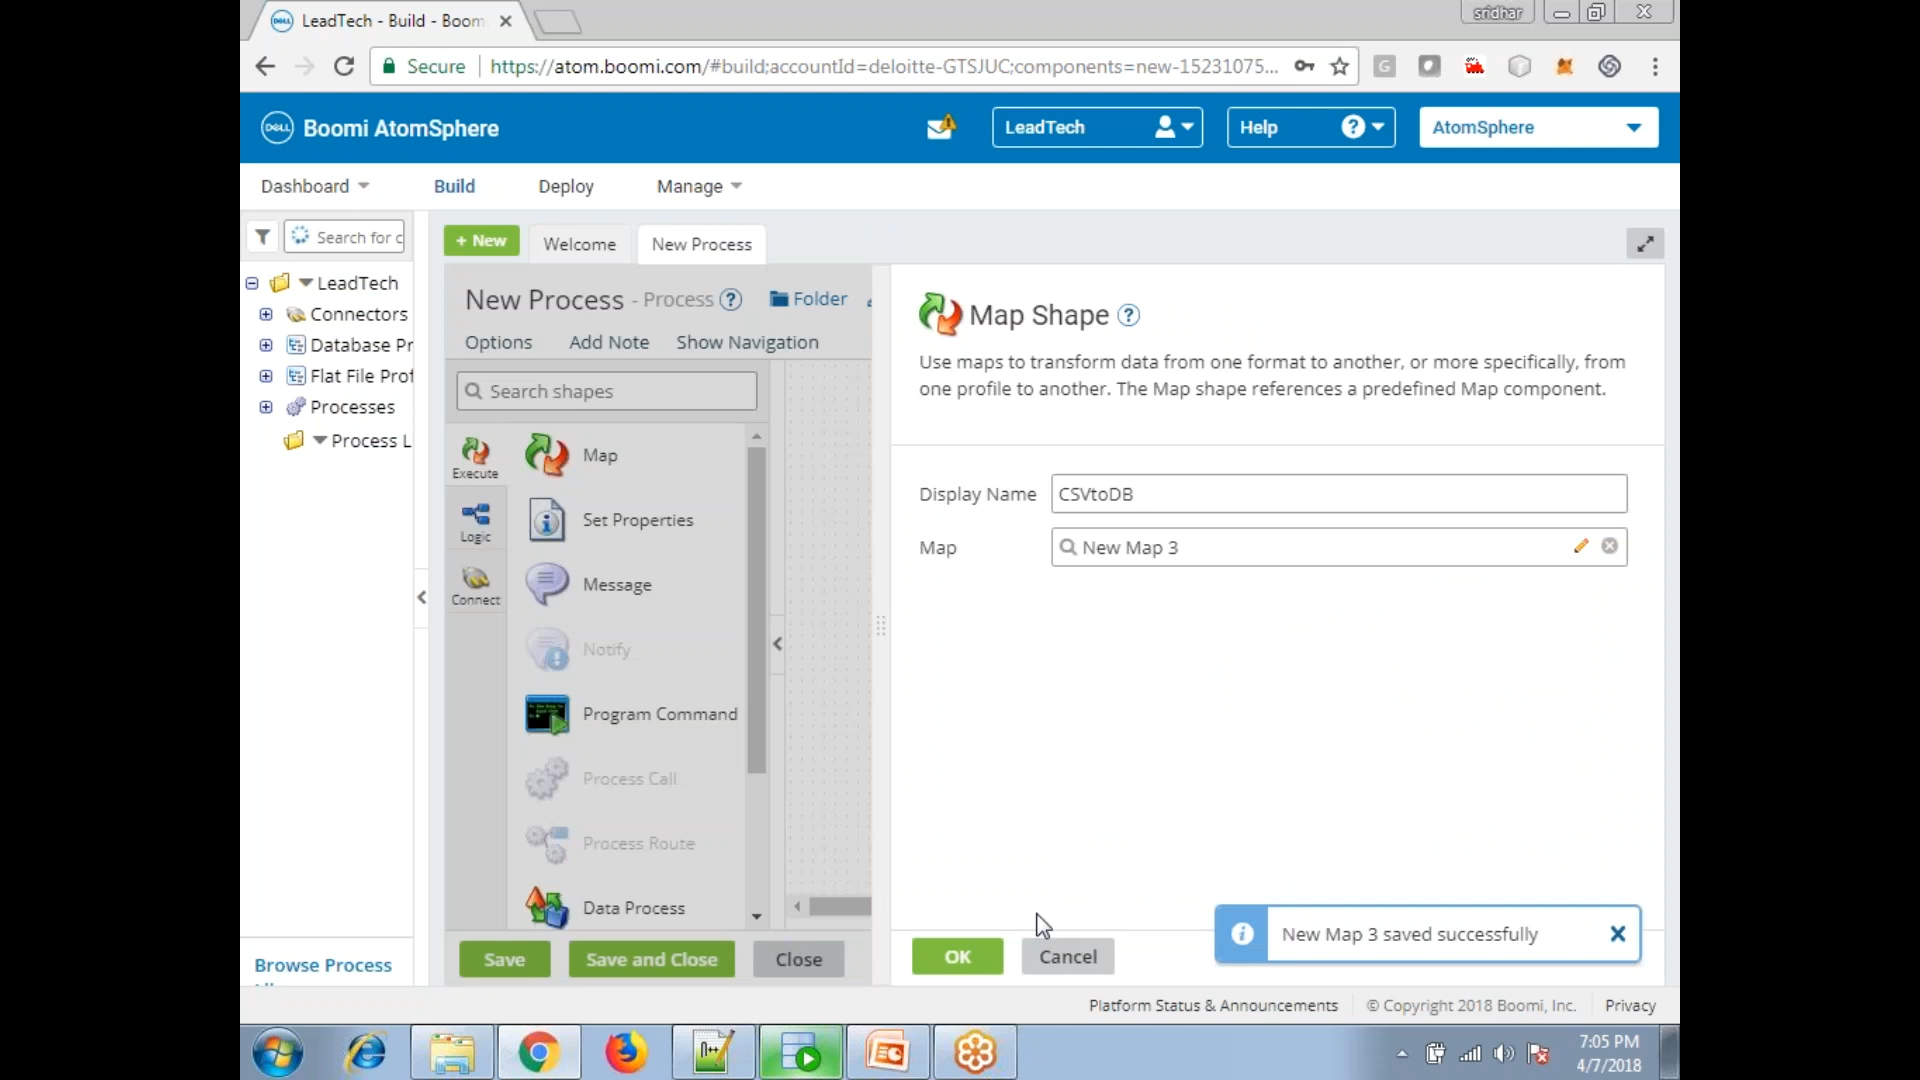 LeadTech - Build - Boom
sridhar
Secure https://atom.boomi.com/#build;accountId=deloitte-GTSJUC;components=new-15231075...
DELL Boomi AtomSphere
LeadTech
Help
AtomSphere
Dashboard
Build
Deploy
Manage
Search for c
+ New
Welcome
New Process
LeadTech
Connectors
Database Pr
Flat File Prof
Processes
Process L
New Process - Process
Folder
Options
Add Note
Show Navigation
Search shapes
Execute
Logic
Connect
Map
Set Properties
Message
Notify
Program Command
Process Call
Process Route
Data Process
Map Shape
Use maps to transform data from one format to another, or more specifically, from
one profile to another. The Map shape references a predefined Map component.
Display Name
CSVtoDB
Map
New Map 3
Save
Save and Close
Close
OK
Cancel
New Map 3 saved successfully
Browse Process
Platform Status & Announcements
© Copyright 2018 Boomi, Inc.
Privacy
7:05 PM
4/7/2018